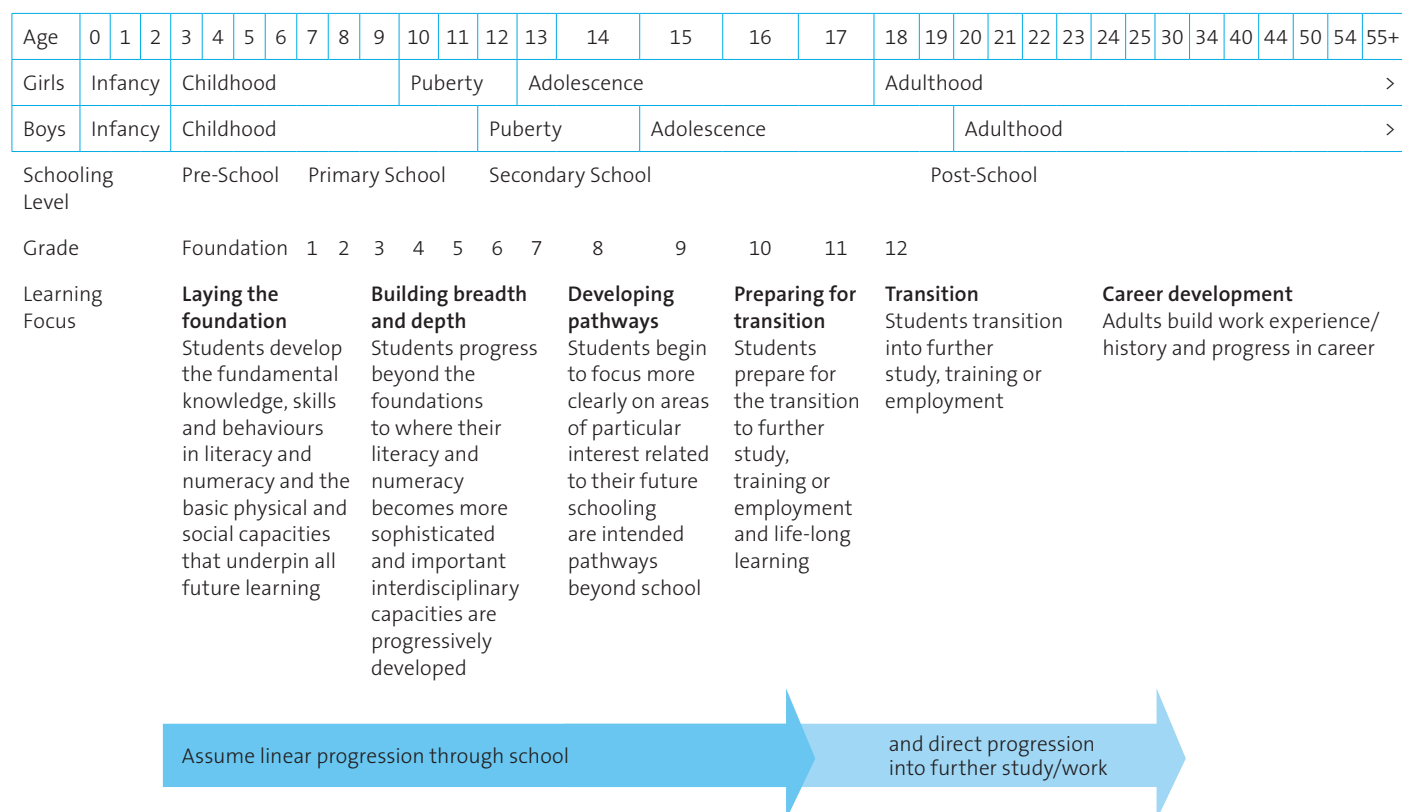 Age 0 1 2 3 4 5 6 7 8 9 10 11 12 13 14 15 16 17 18 19 20 21 22 23 24 25 30 34 40 44 50 54 55+
Girls Infancy Childhood Puberty Adolescence Adulthood >
Boys Infancy Childhood Puberty Adolescence Adulthood >
Schooling
Level
Pre-School Primary School Secondary School Post-School
Grade Foundation 1 2 3 4 5 6 7 8 9 10 11 12
Learning
Focus
Laying the
foundation
Students develop
the fundamental
knowledge, skills
and behaviours
in literacy and
numeracy and the
basic physical and
social capacities
that underpin all
future learning
Building breadth
and depth
Students progress
beyond the
foundations
to where their
literacy and
numeracy
becomes more
sophisticated
and important
interdisciplinary
capacities are
progressively
developed
Developing
pathways
Students begin
to focus more
clearly on areas
of particular
interest related
to their future
schooling
are intended
pathways
beyond school
Preparing for
transition
Students
prepare for
the transition
to further
study,
training or
employment
and life-long
learning
Transition
Students transition
into further
study, training or
employment
Career development
Adults build work experience/
history and progress in career
Assume linear progression through school
and direct progression
into further study/work